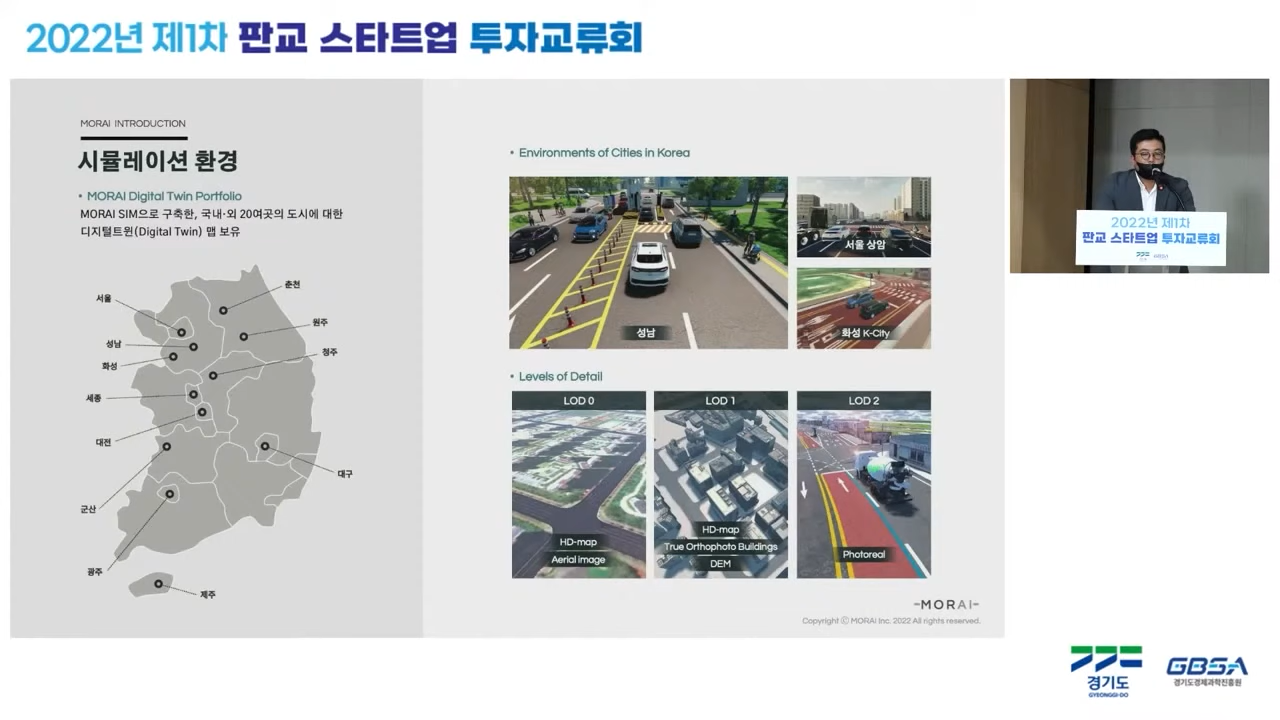 2022년 제1차 판교 스타트업 투자교류회
MORAI INTRODUCTION
시뮬레이션 환경
• MORAI Digital Twin Portfolio
MORAI SIM으로 구축한, 국내·외 20여곳의 도시에 대한
디지털트윈(Digital Twin) 맵 보유
서울
성남
화성
세종
대전
군산
광주
춘천
원주
청주
대구
제주
• Environments of Cities in Korea
성남
서울 상암
화성 K-City
• Levels of Detail
LOD 0
HD-map
Aerial image
LOD 1
HD-map
True Orthophoto Buildings
DEM
LOD 2
Photoreal
-MORAI-
Copyright ⓒ MORAI Inc. 2022 All rights reserved.
2022년 제1차
판교 스타트업 투자교류회
경기도
GYEONGGI-DO
GBSA
경기도경제과학진흥원